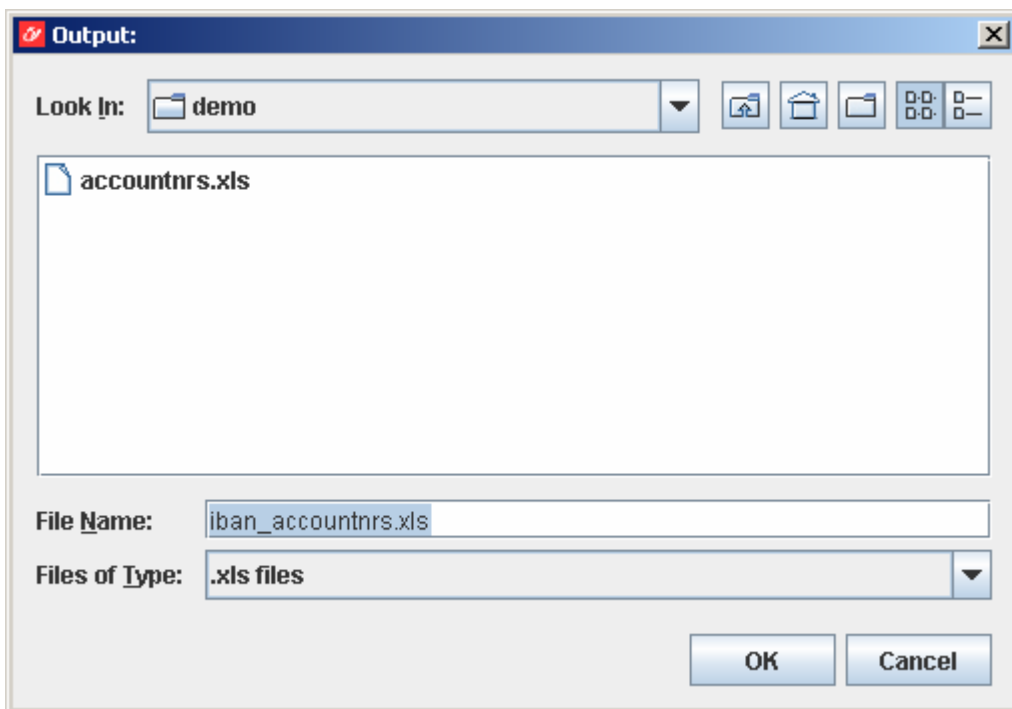 Output:
Look In: demo
accountnrs.xls
File Name: iban_accountnrs.xls
Files of Type: .xls files
OK Cancel